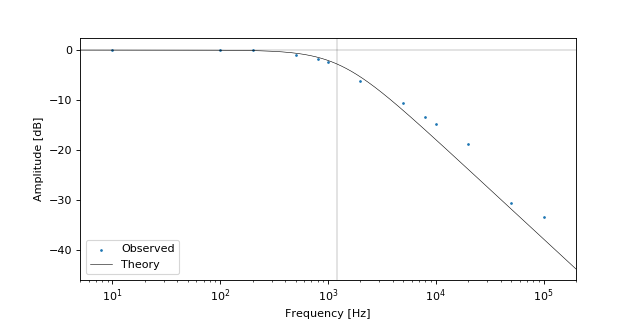 0
−10
−20
−30
−40
Amplitude [dB]
Observed
Theory
10¹
10²
10³
10⁴
10⁵
Frequency [Hz]